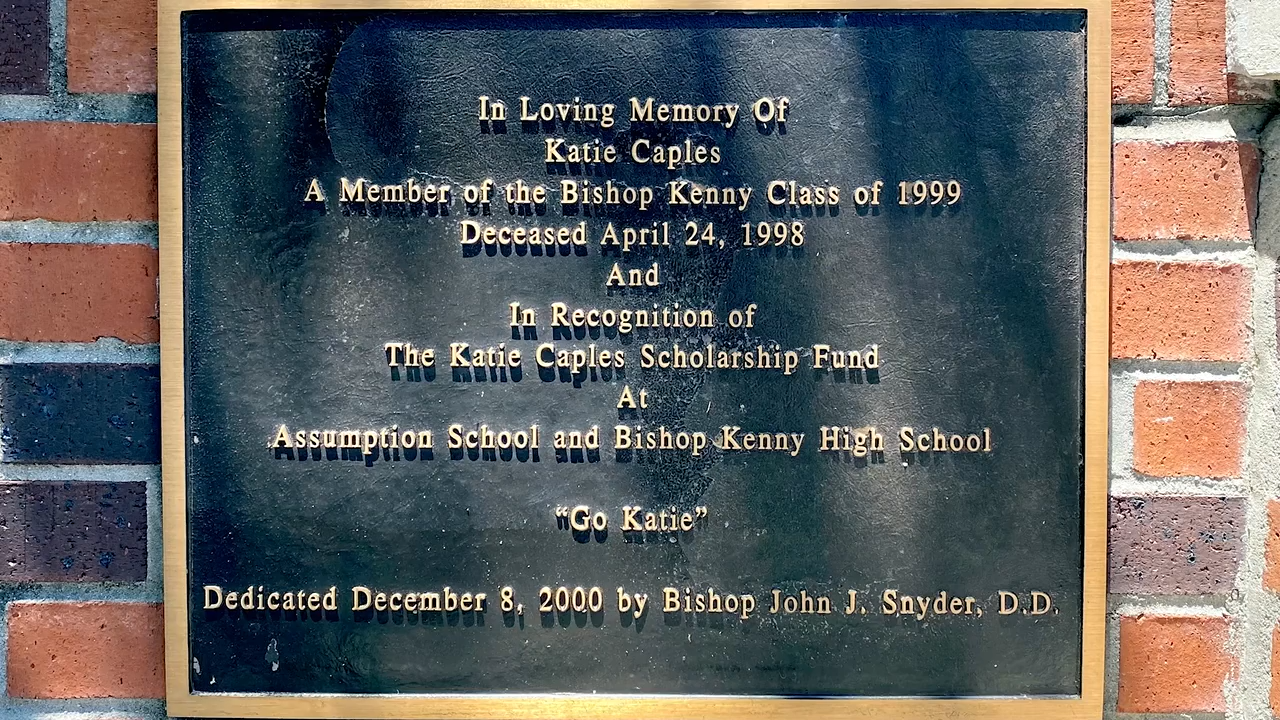 In Loving Memory Of
Katie Caples
A Member of the Bishop Kenny Class of 1999
Deceased April 24, 1998
And
In Recognition of
The Katie Caples Scholarship Fund
At
Assumption School and Bishop Kenny High School
“Go Katie”
Dedicated December 8, 2000 by Bishop John J. Snyder, D.D.